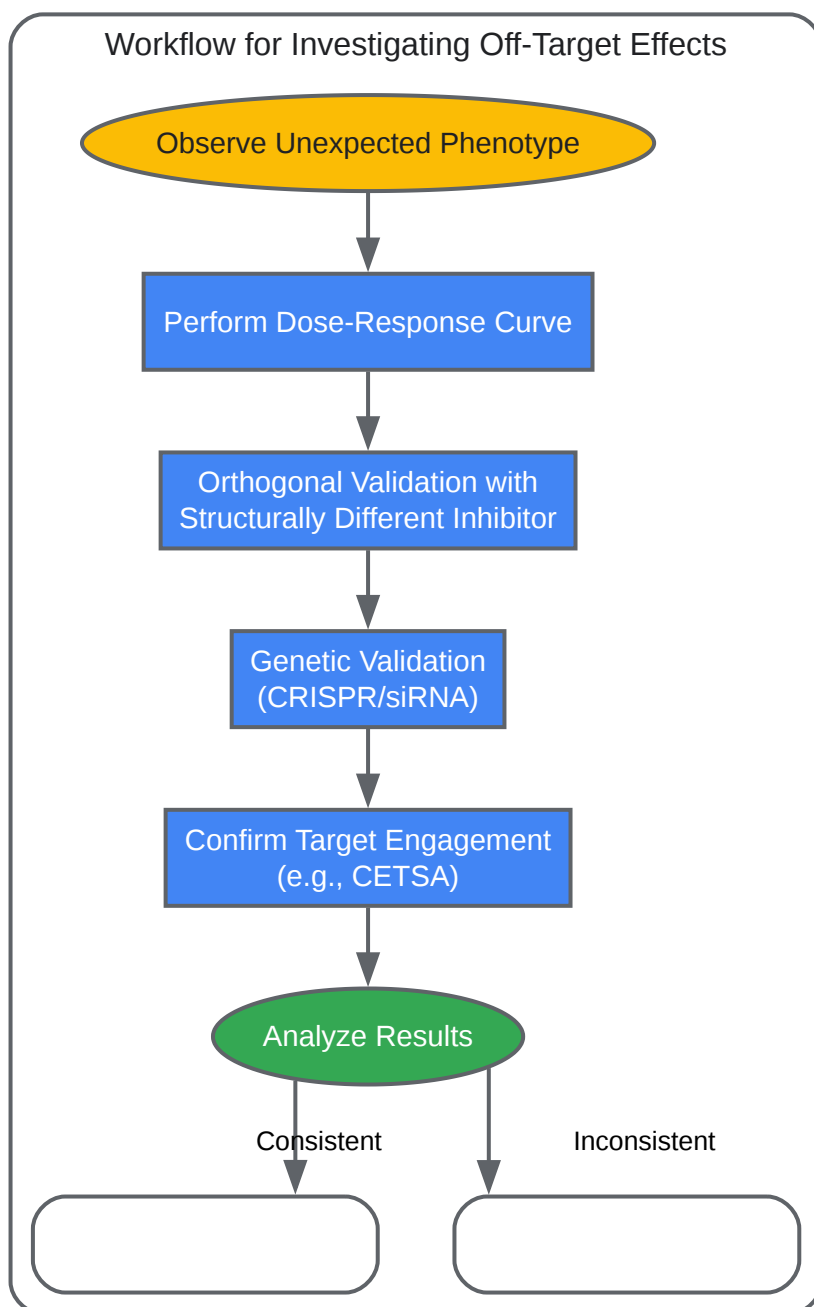 Workflow for Investigating Off-Target Effects
Observe Unexpected Phenotype
Perform Dose-Response Curve
Orthogonal Validation with
Structurally Different Inhibitor
Genetic Validation
(CRISPR/siRNA)
Confirm Target Engagement
(e.g., CETSA)
Analyze Results
Consistent
Inconsistent